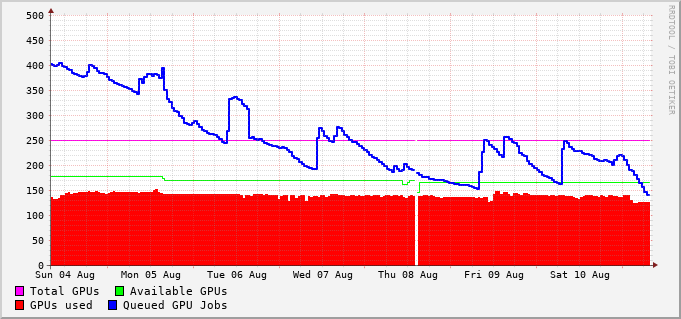 500
450
400
350
300
250
200
150
100
50
0
Sun 04 Aug Mon 05 Aug Tue 06 Aug Wed 07 Aug Thu 08 Aug Fri 09 Aug Sat 10 Aug
Total GPUs Available GPUs
GPUs used Queued GPU Jobs
RRDTOOL / TOBI OETIKER